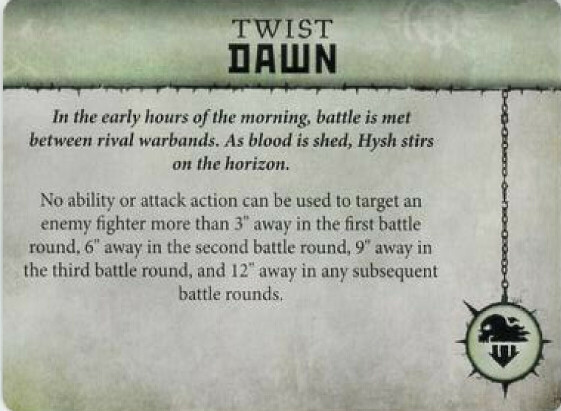 TWIST
DAWN
In the early hours of the morning, battle is met
between rival warbands. As blood is shed, Hysh stirs
on the horizon.
No ability or attack action can be used to target an
enemy fighter more than 3" away in the first battle
round, 6" away in the second battle round, 9" away in
the third battle round, and 12" away in any subsequent
battle rounds.